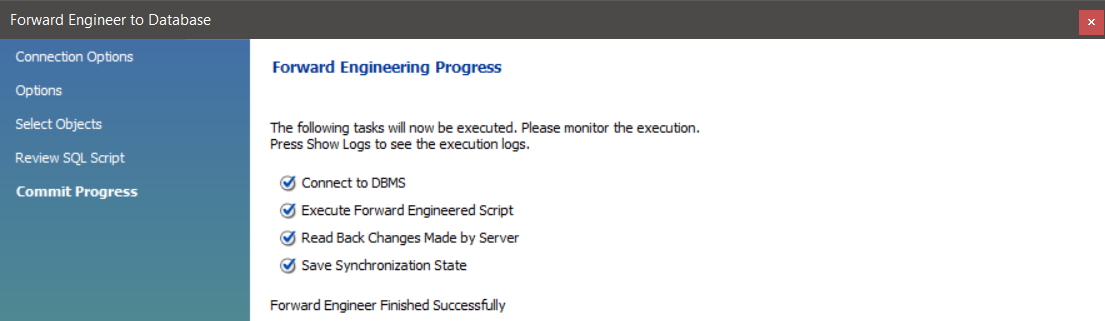 Forward Engineer to Database
Connection Options
Options
Select Objects
Review SQL Script
Commit Progress
Forward Engineering Progress
The following tasks will now be executed. Please monitor the execution.
Press Show Logs to see the execution logs.
Connect to DBMS
Execute Forward Engineered Script
Read Back Changes Made by Server
Save Synchronization State
Forward Engineer Finished Successfully